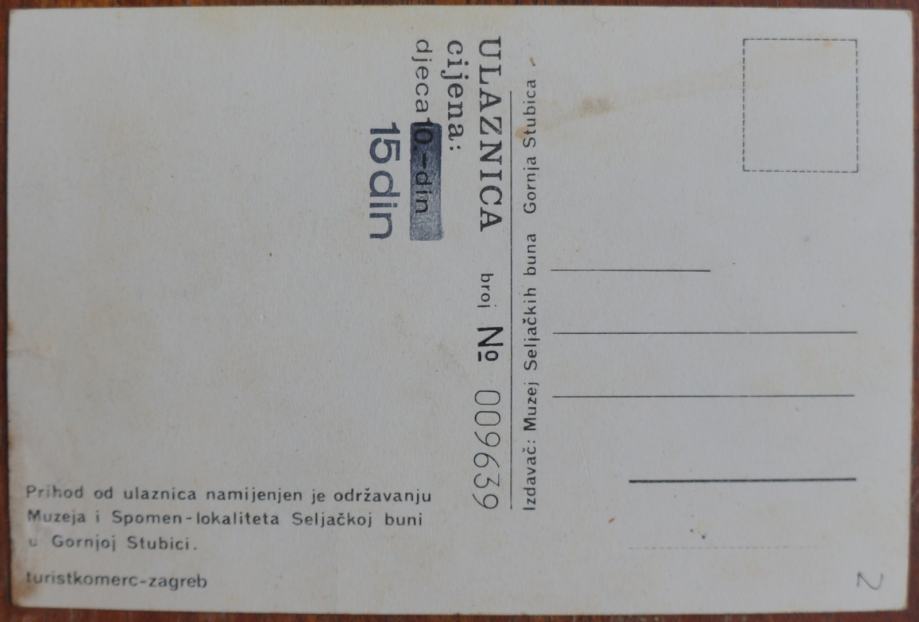 ULAZNICA broj № 009639
cijena:
djeca 10.-din
15 din
Izdavač: Muzej Seljačkih buna Gornja Stubica
Prihod od ulaznica namijenjen je održavanju
Muzeja i Spomen-lokaliteta Seljačkoj buni
u Gornjoj Stubici.
turistkomerc-zagreb
2